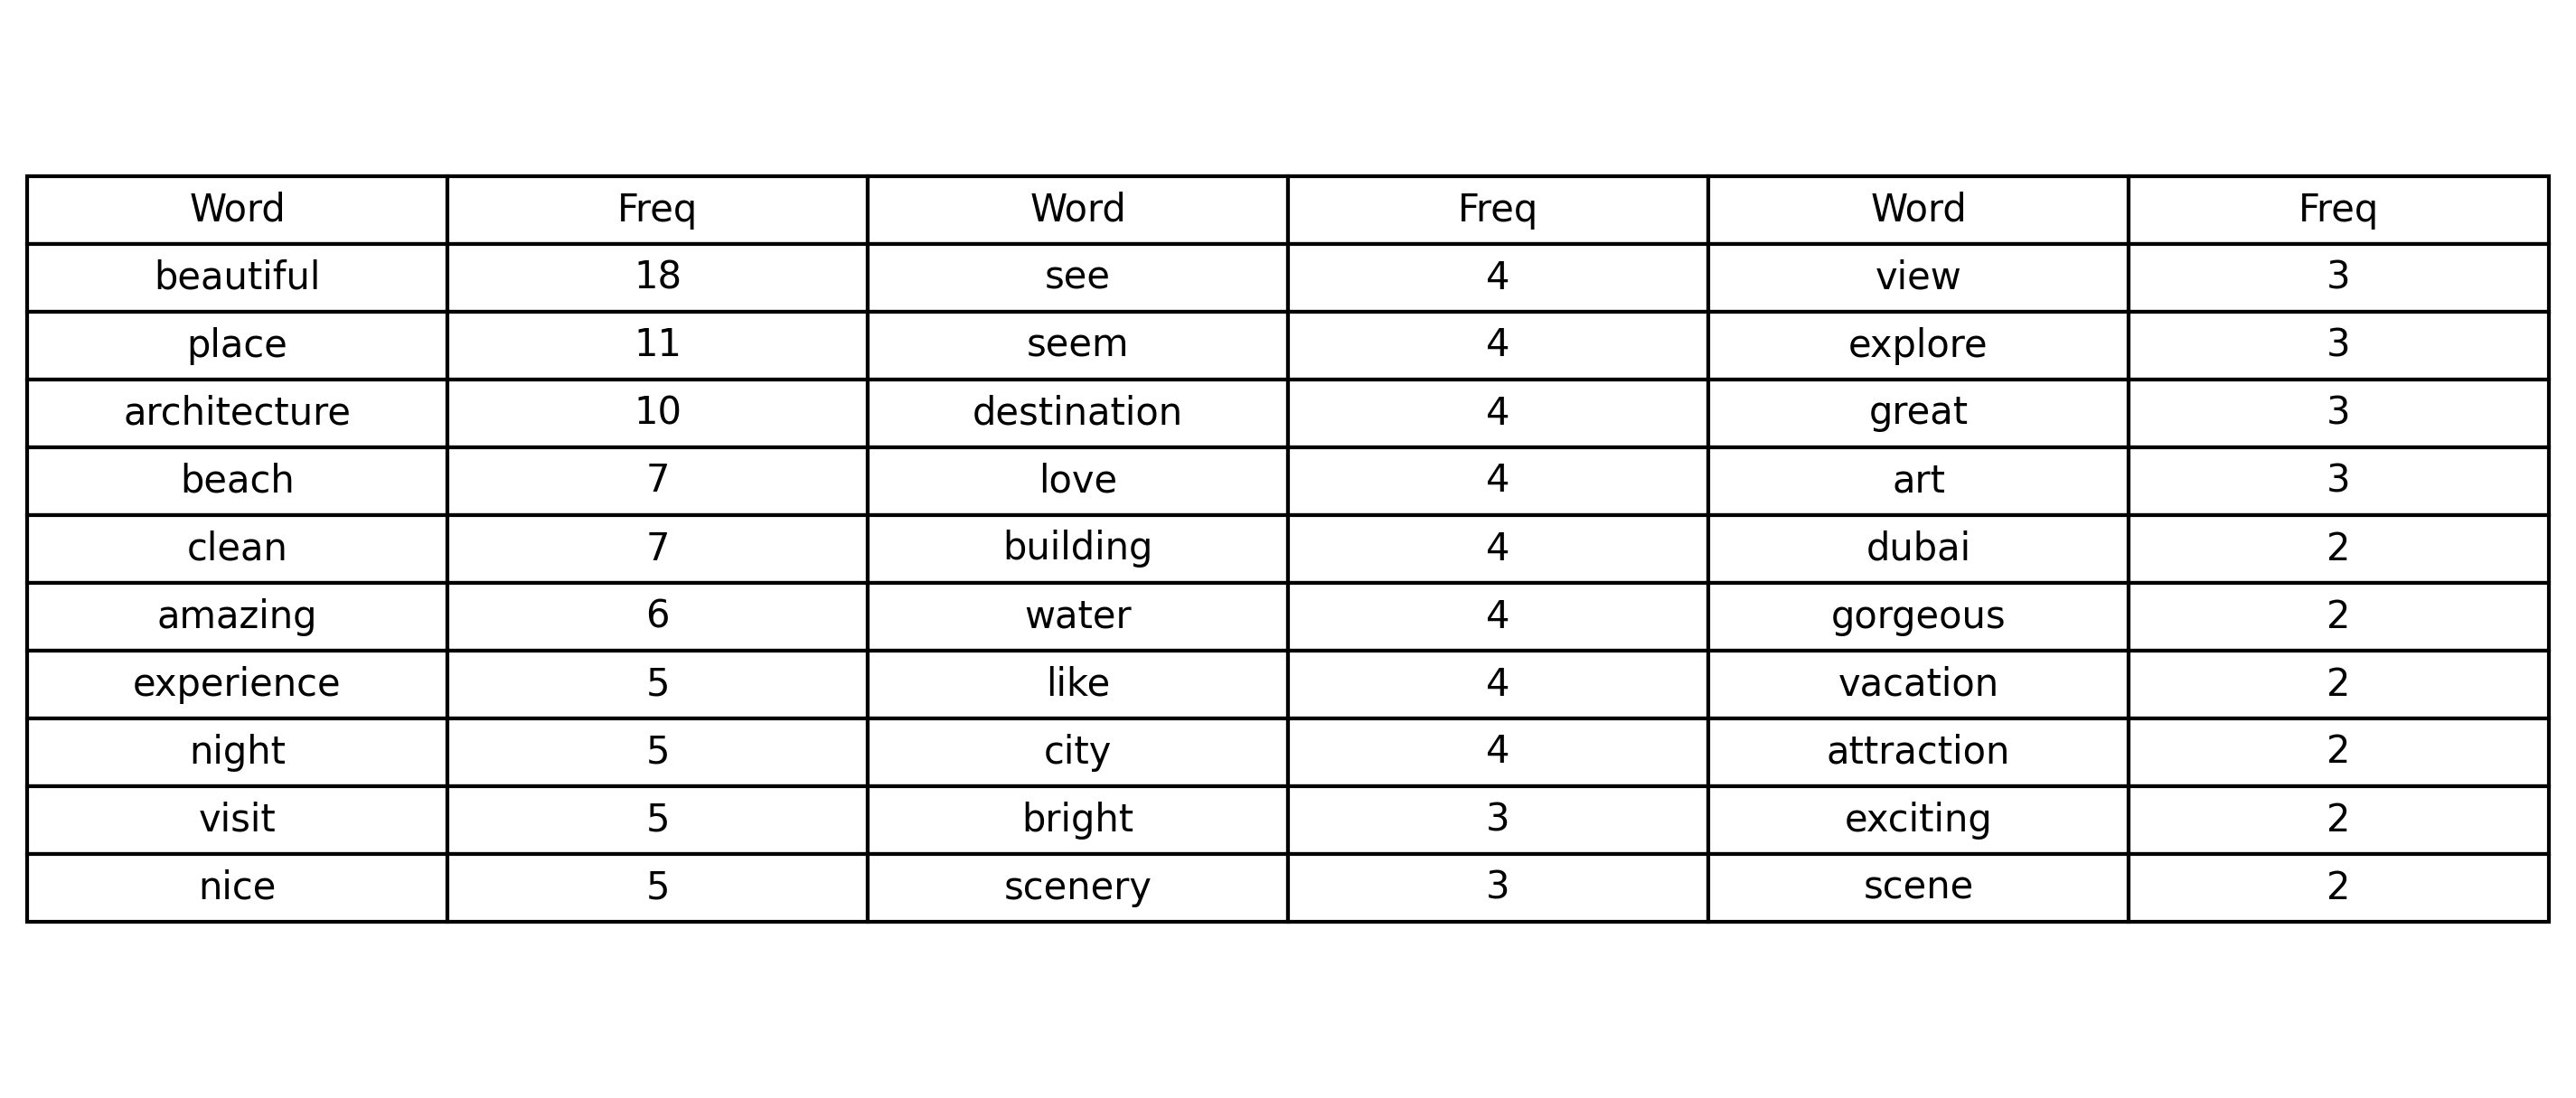 Word Freq Word Freq Word Freq
beautiful 18 see 4 view 3
place 11 seem 4 explore 3
architecture 10 destination 4 great 3
beach 7 love 4 art 3
clean 7 building 4 dubai 2
amazing 6 water 4 gorgeous 2
experience 5 like 4 vacation 2
night 5 city 4 attraction 2
visit 5 bright 3 exciting 2
nice 5 scenery 3 scene 2